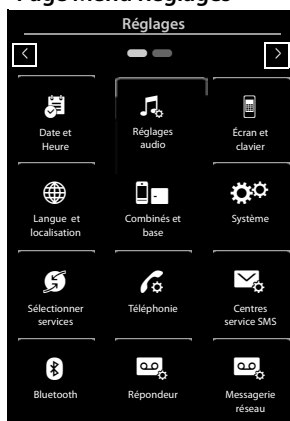 Page menu Réglages
Réglages
Date et
Heure
Réglages
audio
Écran et
clavier
Langue et
localisation
Combinés et
base
Système
Sélectionner
services
Téléphonie
Centres
service SMS
Bluetooth
Répondeur
Messagerie
réseau